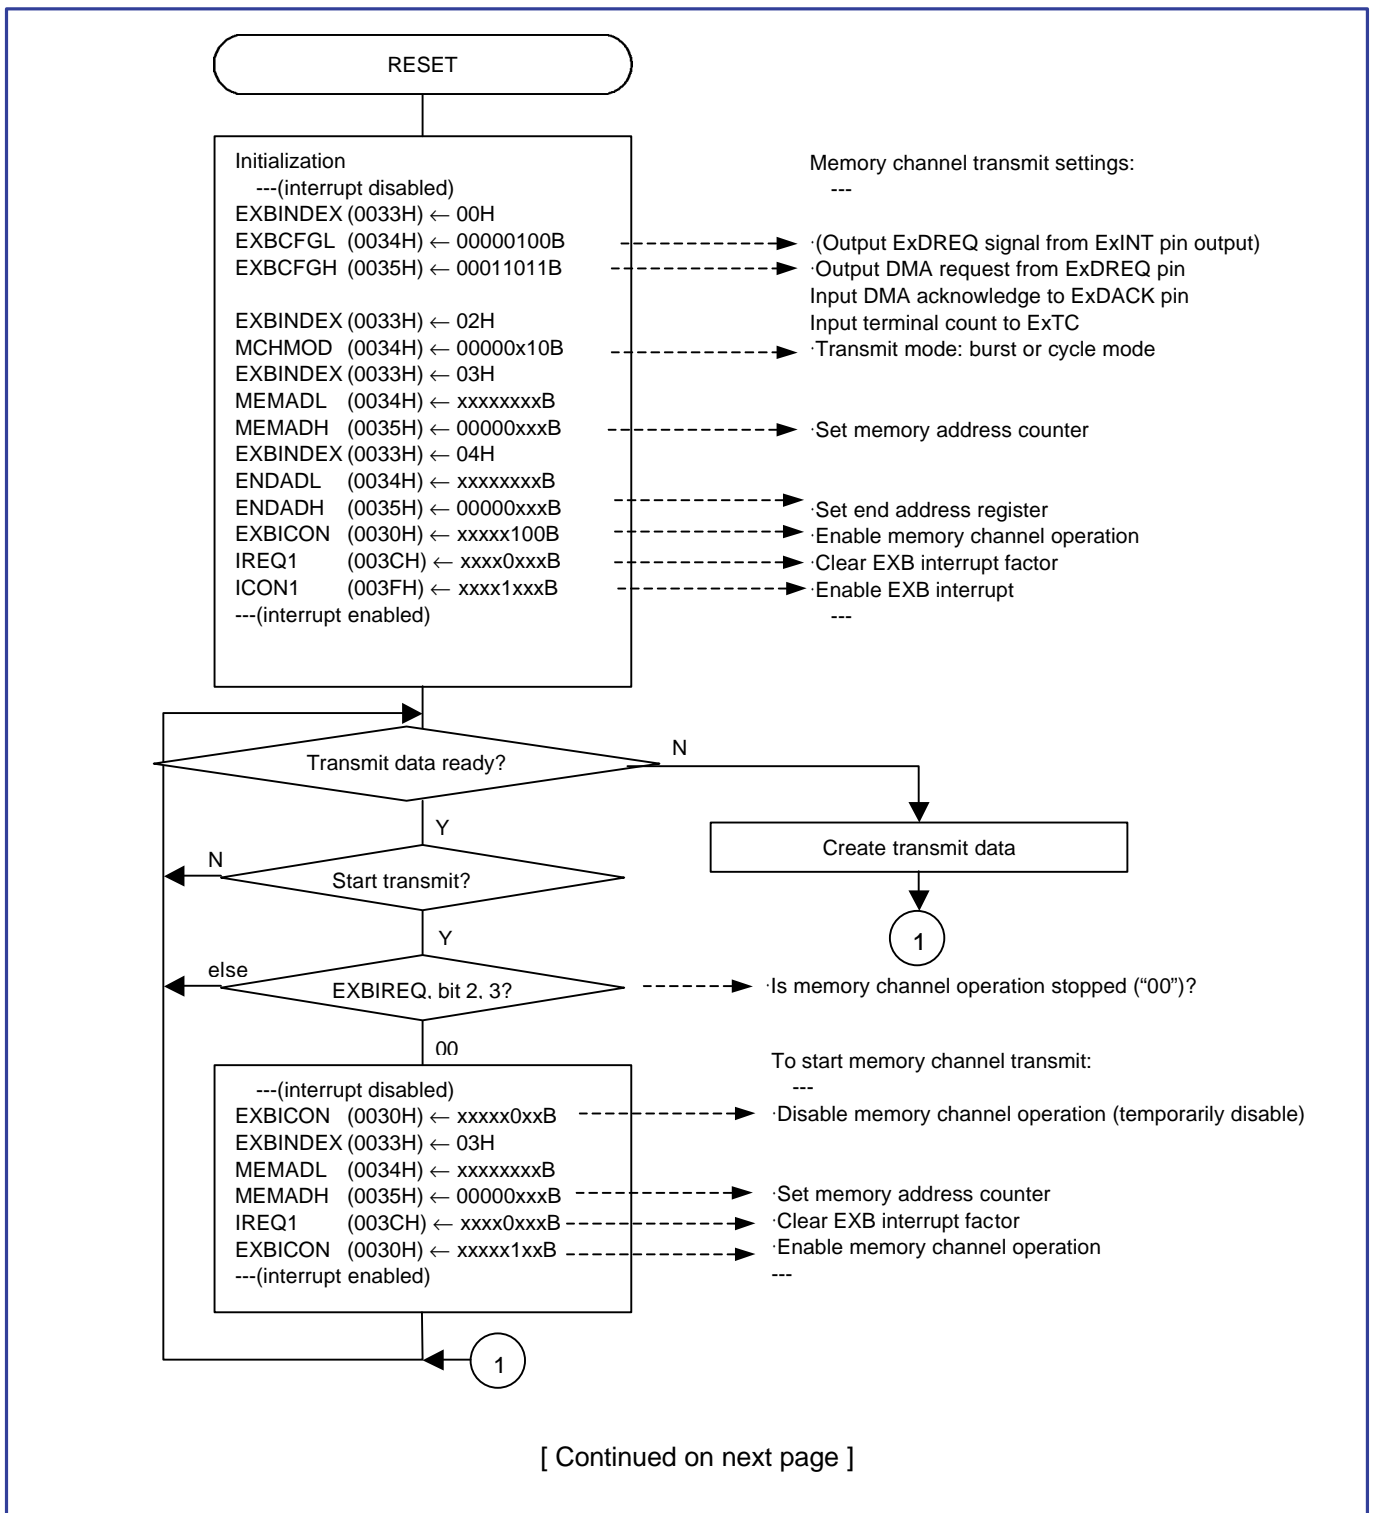 RESET
Initialization
---(interrupt disabled)
EXBINDEX (0033H) ← 00H
EXBCFGL (0034H) ← 00000100B
EXBCFGH (0035H) ← 00011011B
EXBINDEX (0033H) ← 02H
MCHMOD (0034H) ← 00000x10B
EXBINDEX (0033H) ← 03H
MEMADL (0034H) ← xxxxxxxxB
MEMADH (0035H) ← 00000xxxB
EXBINDEX (0033H) ← 04H
ENDADL (0034H) ← xxxxxxxxB
ENDADH (0035H) ← 00000xxxB
EXBICON (0030H) ← xxxxx100B
IREQ1 (003CH) ← xxxx0xxxB
ICON1 (003FH) ← xxxx1xxxB
---(interrupt enabled)
Memory channel transmit settings:
---
·(Output ExDREQ signal from ExINT pin output)
·Output DMA request from ExDREQ pin
Input DMA acknowledge to ExDACK pin
Input terminal count to ExTC
·Transmit mode: burst or cycle mode
·Set memory address counter
·Set end address register
·Enable memory channel operation
·Clear EXB interrupt factor
·Enable EXB interrupt
---
Transmit data ready?
N
Y
Create transmit data
N
Start transmit?
1
Y
else
EXBIREQ, bit 2, 3?
·Is memory channel operation stopped (“00”)?
00
---(interrupt disabled)
EXBICON (0030H) ← xxxxx0xxB
EXBINDEX (0033H) ← 03H
MEMADL (0034H) ← xxxxxxxxB
MEMADH (0035H) ← 00000xxxB
IREQ1 (003CH) ← xxxx0xxxB
EXBICON (0030H) ← xxxxx1xxB
---(interrupt enabled)
To start memory channel transmit:
---
·Disable memory channel operation (temporarily disable)
·Set memory address counter
·Clear EXB interrupt factor
·Enable memory channel operation
---
1
[ Continued on next page ]